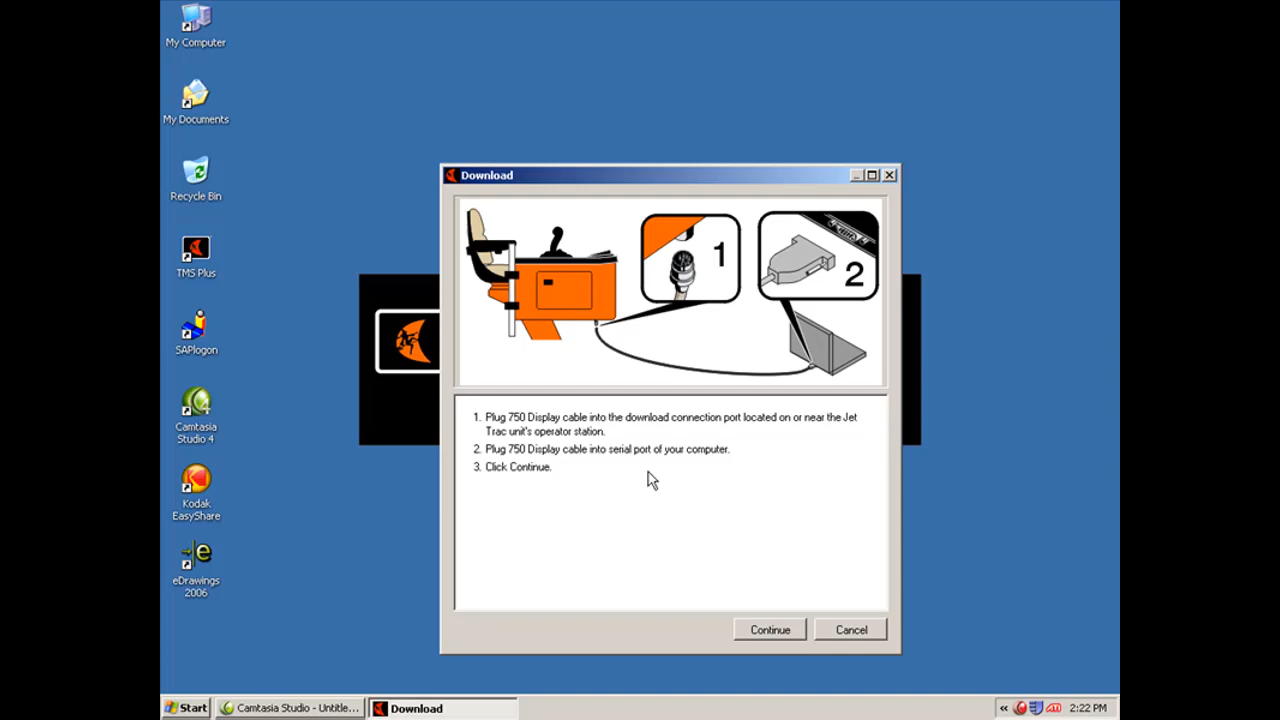 My Computer
My Documents
Recycle Bin
TMS Plus
SAPlogon
Camtasia
Studio 4
Kodak
EasyShare
eDrawings
2006
Download
1
2
1. Plug 750 Display cable into the download connection port located on or near the Jet
Trac unit's operator station.
2. Plug 750 Display cable into serial port of your computer.
3. Click Continue.
Continue
Cancel
Start
Camtasia Studio - Untitle...
Download
2:22 PM